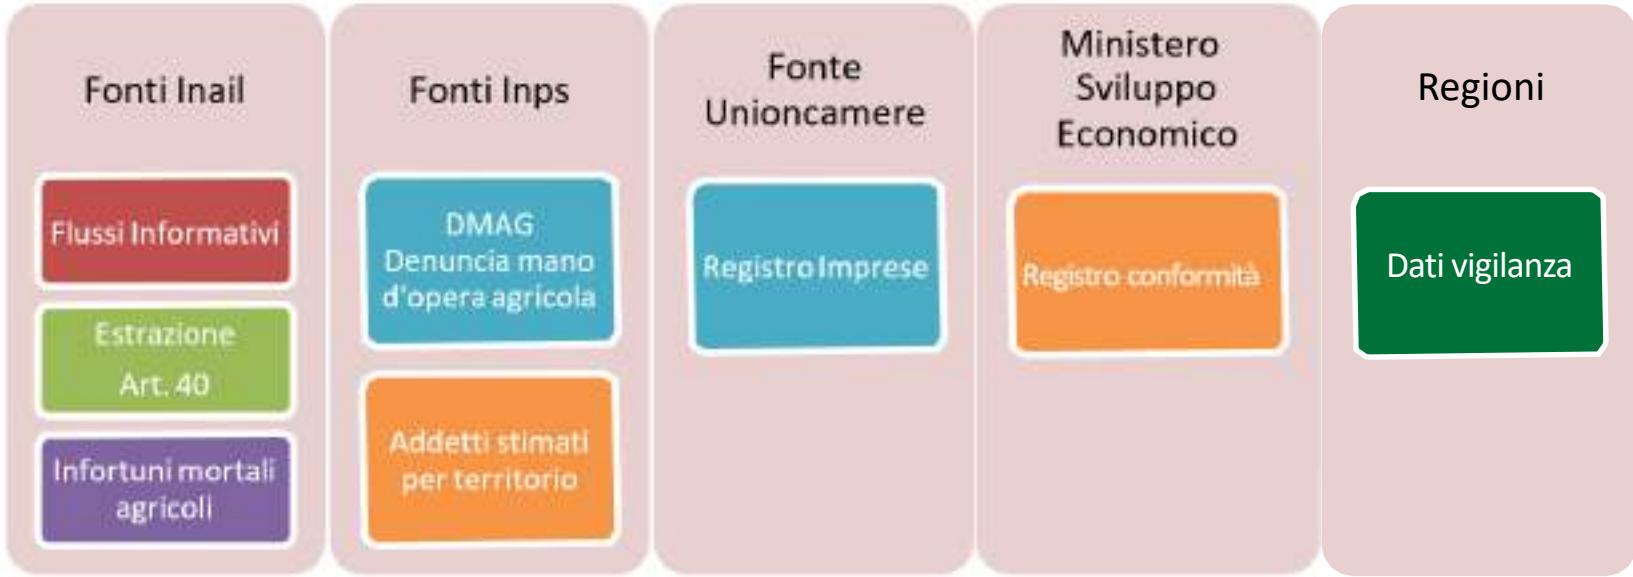 Fonti Inail
Flussi Informativi
Estrazione
Art. 40
Infortuni mortali
agricoli
Fonti Inps
DMAG
Denuncia mano
d'opera agricola
Addetti stimati
per territorio
Fonte
Unioncamere
Registro Imprese
Ministero
Sviluppo
Economico
Registro conformità
Regioni
Dati vigilanza